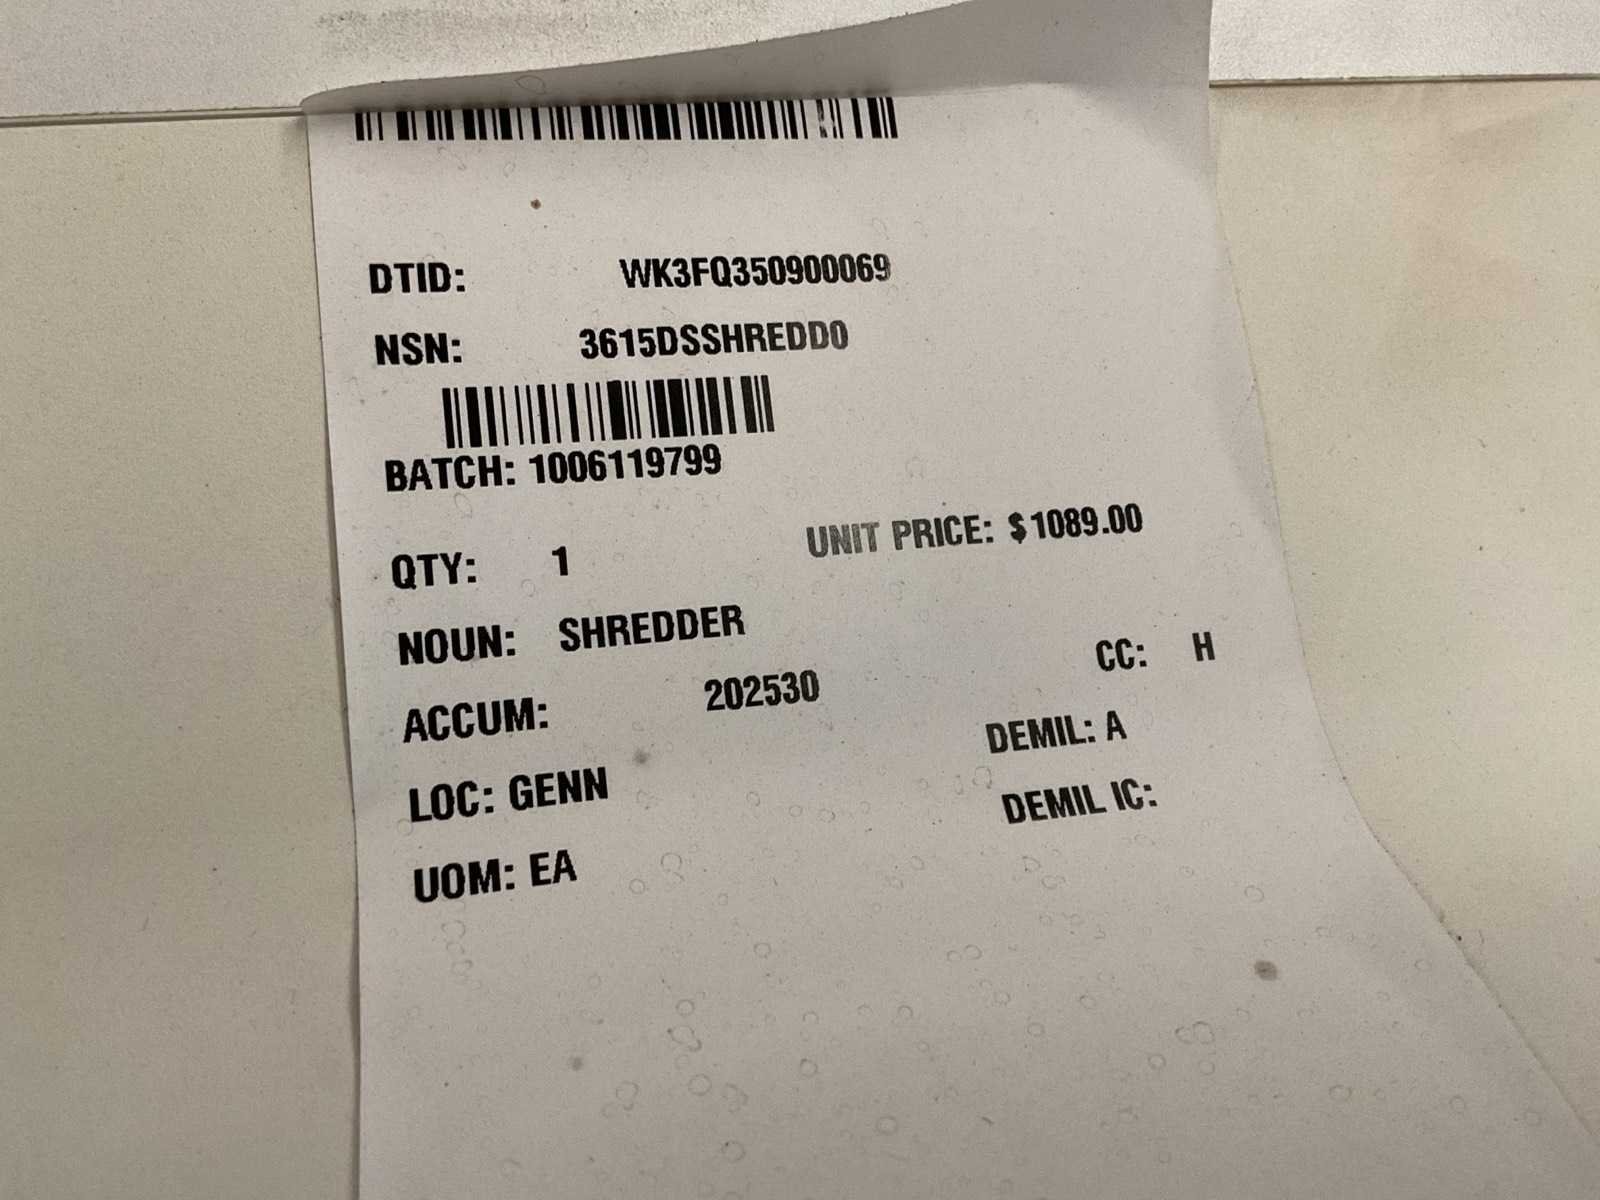 DTID: WK3FQ350900069
NSN: 3615DSSHREDD0
BATCH: 1006119799
QTY: 1 UNIT PRICE: $1089.00
NOUN: SHREDDER
ACCUM: 202530 CC: H
LOC: GENN DEMIL: A
UOM: EA DEMIL IC: